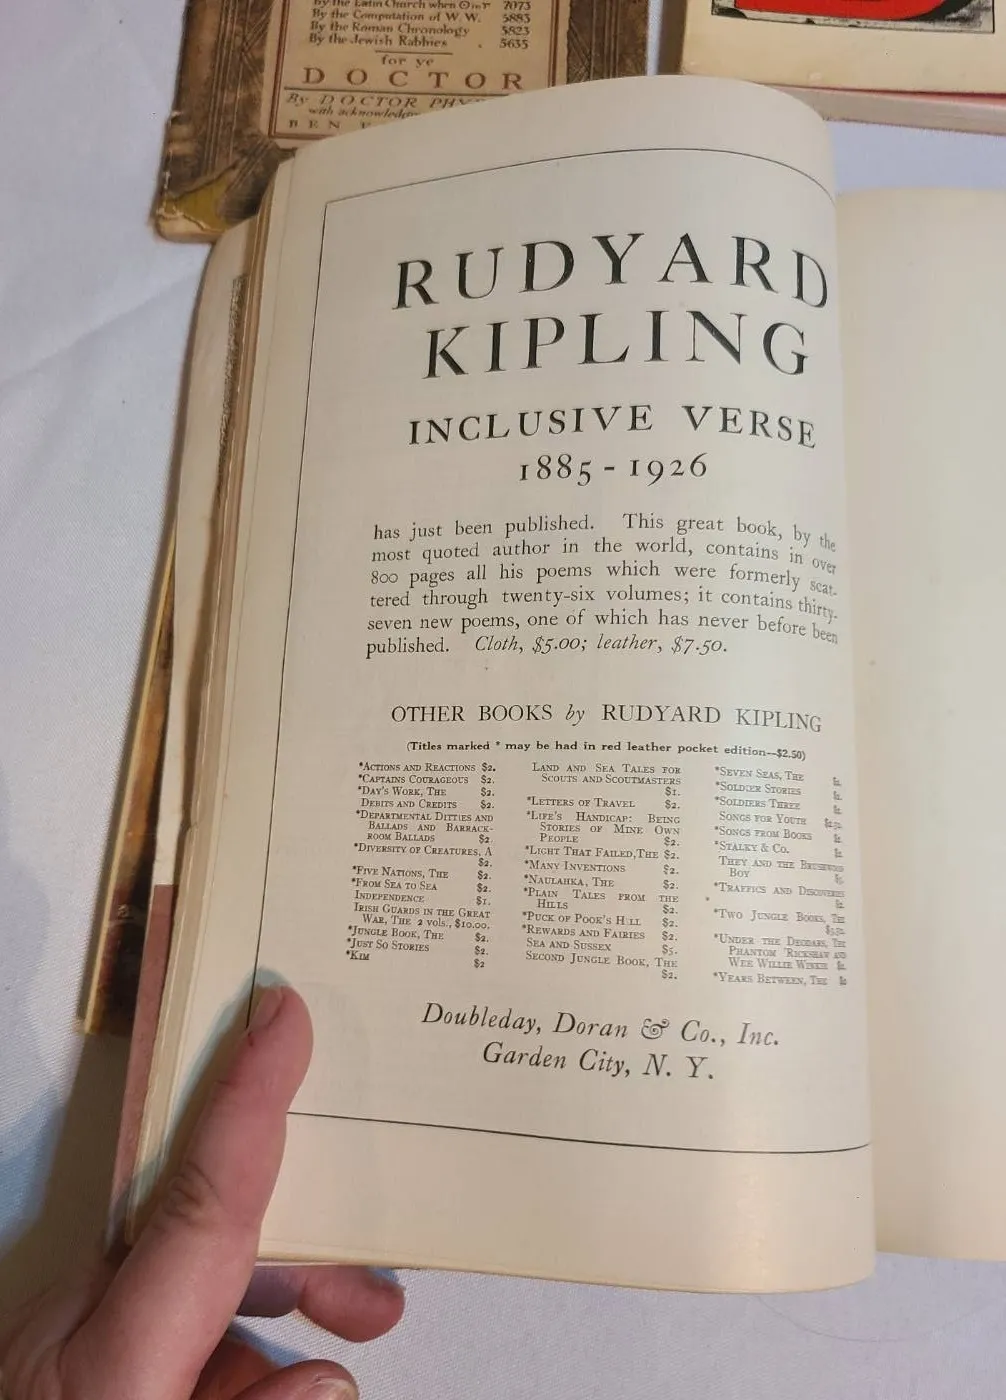 By the Latin Church when O'er 7073
By the Computation of W. W. 5883
By the Roman Chronology 5823
By the Jewish Rabbies . 5635
for ye
DOCTOR
By DOCTOR
with
BEN
RUDYARD
KIPLING
INCLUSIVE VERSE
1885 - 1926
has just been published. This great book, by the
most quoted author in the world, contains in over
800 pages all his poems which were formerly scat-
tered through twenty-six volumes; it contains thirty-
seven new poems, one of which has never before been
published. Cloth, $5.00; leather, $7.50.
OTHER BOOKS by RUDYARD KIPLING
(Titles marked * may be had in red leather pocket edition—$2.50)
*Actions and Reactions $2.
*Captains Courageous $2.
*Day's Work, The $2.
Debits and Credits $2.
*Departmental Ditties and
Ballads and Barrack-
room Ballads $2.
*Diversity of Creatures, A
$2.
*Five Nations, The $2.
*From Sea to Sea $2.
Independence $1.
Irish Guards in the Great
War, The 2 vols., $10.00.
*Jungle Book, The $2.
*Just So Stories $2.
*Kim $2
Land and Sea Tales for
Scouts and Scoutmasters
$1.
*Letters of Travel $2.
*Life's Handicap: Being
Stories of Mine Own
People $2.
*Light That Failed, The $2.
*Many Inventions $2.
*Naulahka, The $2.
*Plain Tales from the
Hills $2.
*Puck of Pook's Hill $2.
*Rewards and Fairies $2.
Sea and Sussex $5.
Second Jungle Book, The
$2.
*Seven Seas, The $2.
*Soldier Stories $2.
*Soldiers Three $2.
Songs for Youth
*Songs from Books $2.
*Stalky & Co. $2.
They and the Brushwood
Boy
*Traffics and Discoveries
$2.
*Two Jungle Books, The
*Under the Deodars, The
Phantom 'Rickshaw and
Wee Willie Winkie $2.
*Years Between, The $2
Doubleday, Doran & Co., Inc.
Garden City, N. Y.